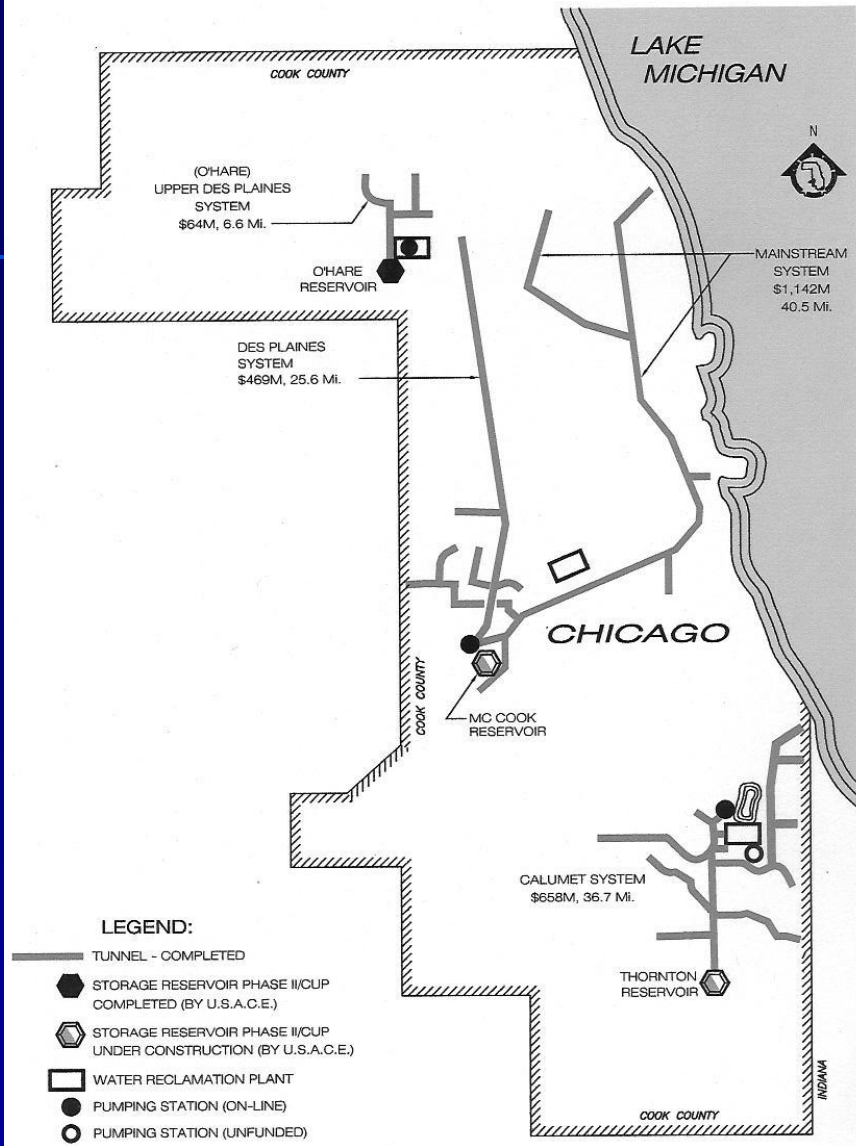 LAKE
MICHIGAN
COOK COUNTY
N
(O'HARE)
UPPER DES PLAINES
SYSTEM
$64M, 6.6 Mi.
O'HARE
RESERVOIR
MAINSTREAM
SYSTEM
$1,142M
40.5 Mi.
DES PLAINES
SYSTEM
$469M, 25.6 Mi.
CHICAGO
COOK COUNTY
MC COOK
RESERVOIR
CALUMET SYSTEM
$658M, 36.7 Mi.
THORNTON
RESERVOIR
LEGEND:
TUNNEL - COMPLETED
STORAGE RESERVOIR PHASE II/CUP
COMPLETED (BY U.S.A.C.E.)
STORAGE RESERVOIR PHASE II/CUP
UNDER CONSTRUCTION (BY U.S.A.C.E.)
WATER RECLAMATION PLANT
PUMPING STATION (ON-LINE)
PUMPING STATION (UNFUNDED)
INDIANA
COOK COUNTY